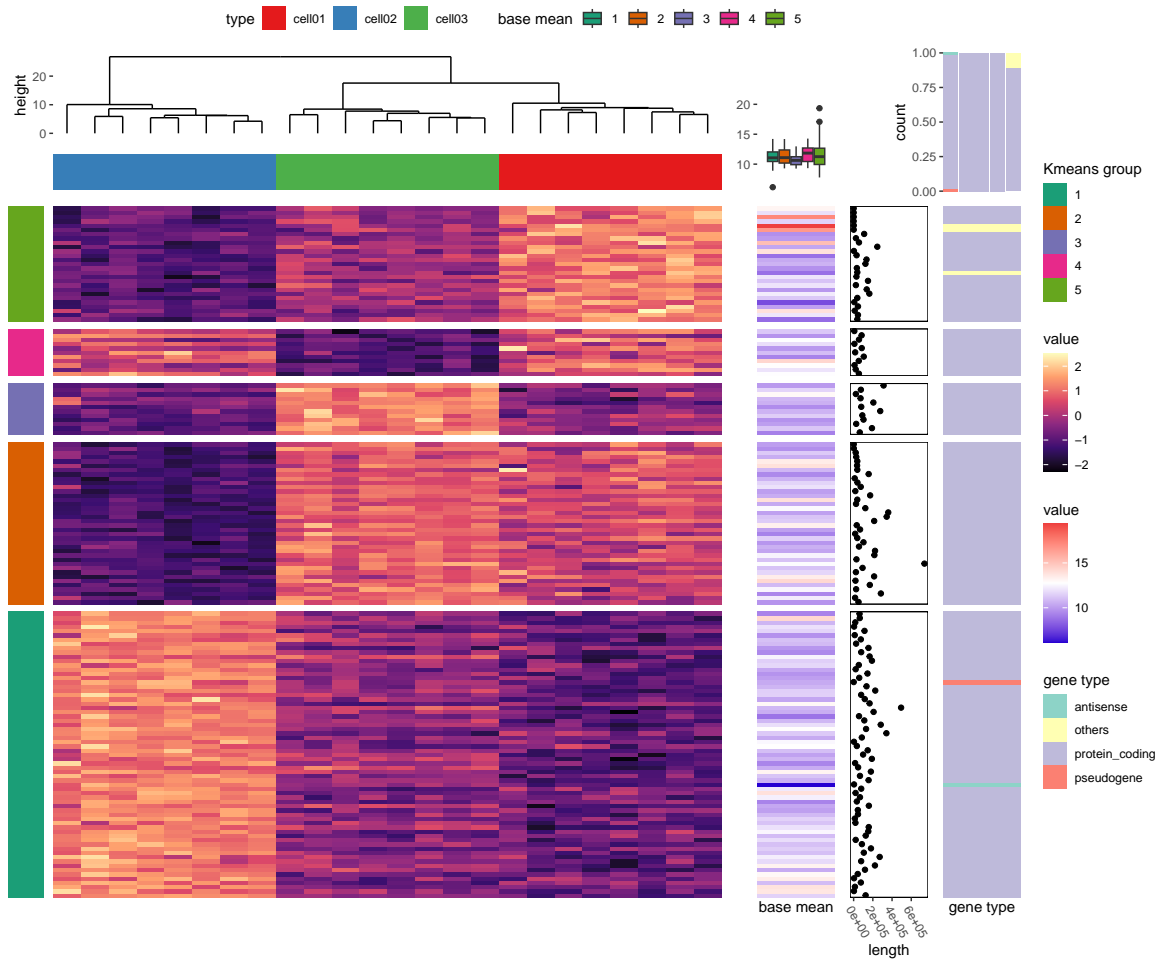 type cell01 cell02 cell03 base mean 1 2 3 4 5
height
20
10
0
20
15
10
count
1.00
0.75
0.50
0.25
0.00
Kmeans group
1
2
3
4
5
value
2
1
0
−1
−2
value
15
10
gene type
antisense
others
protein_coding
pseudogene
base mean
0e+00
2e+05
4e+05
6e+05
length
gene type